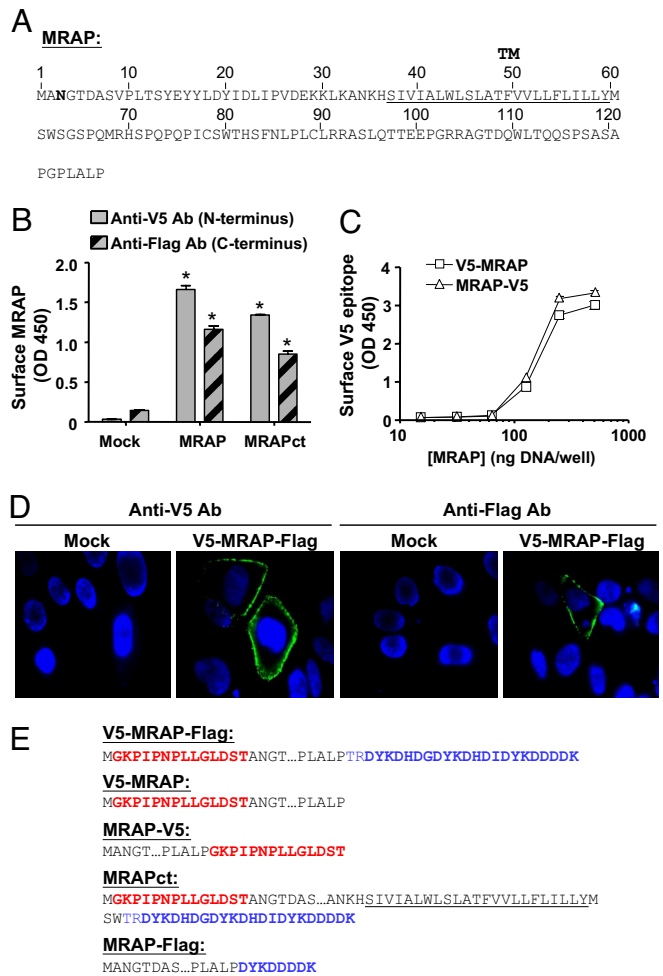 A
MRAP:
TM
1 10 20 30 40 50 60
MANGTDASVPLTSYEYYLDYIDLIPVDEKKLKANKHSIVIALWLSLATFVVLLFLILLYM
70 80 90 100 110 120
SWSGSPQMRHSPQPQPICSWTHSFNLPLCLRRASLQTTEEPGRRAGTDQWLTQQSPSASA
PGPLALP
B
Anti-V5 Ab (N-terminus)
Anti-Flag Ab (C-terminus)
Surface MRAP
(OD 450)
2.0
1.5
1.0
0.5
0
* * * *
Mock MRAP MRAPct
C
V5-MRAP
MRAP-V5
Surface V5 epitope
(OD 450)
4
3
2
1
0
10 100 1000
[MRAP] (ng DNA/well)
D
Anti-V5 Ab Anti-Flag Ab
Mock V5-MRAP-Flag Mock V5-MRAP-Flag
E
V5-MRAP-Flag:
MGKPIPNPLLGLDSTANGT…PLALPTRDYKDHDGDYKDHDIDYKDDDDK
V5-MRAP:
MGKPIPNPLLGLDSTANGT…PLALP
MRAP-V5:
MANGT…PLALPGKPIPNPLLGLDST
MRAPct:
MGKPIPNPLLGLDSTANGTDAS…ANKHSIVIALWLSLATFVVLLFLILLYM
SWTRDYKDHDGDYKDHDIDYKDDDDK
MRAP-Flag:
MANGTDAS…PLALPDYKDDDDK